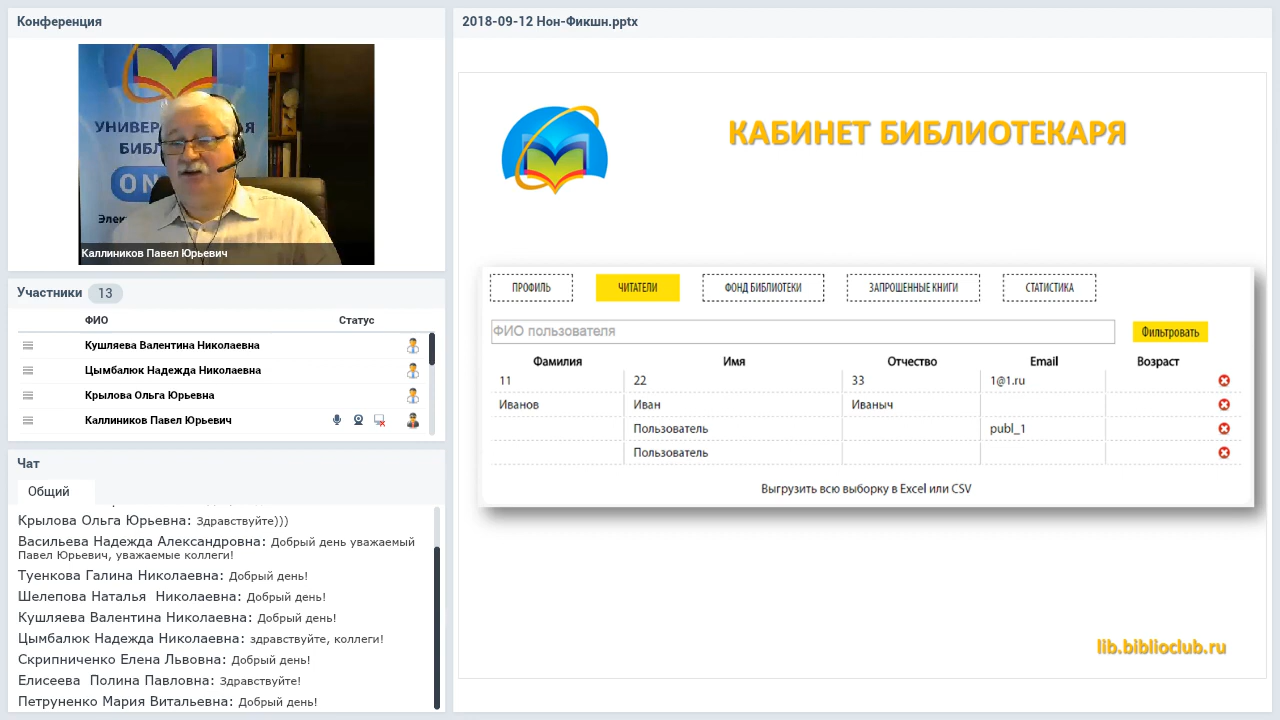 Конференция
УНИВЕР
АЯ
БИБЛ
ON
Элек
Каллиников Павел Юрьевич
Участники 13
ФИО Статус
Кушляева Валентина Николаевна
Цымбалюк Надежда Николаевна
Крылова Ольга Юрьевна
Каллиников Павел Юрьевич
Чат
Общий
Крылова Ольга Юрьевна: Здравствуйте)))
Васильева Надежда Александровна: Добрый день уважаемый
Павел Юрьевич, уважаемые коллеги!
Туенкова Галина Николаевна: Добрый день!
Шелепова Наталья Николаевна: Добрый день!
Кушляева Валентина Николаевна: Добрый день!
Цымбалюк Надежда Николаевна: здравствуйте, коллеги!
Скрипниченко Елена Львовна: Добрый день!
Елисеева Полина Павловна: Здравствуйте!
Петруненко Мария Витальевна: Добрый день!
2018-09-12 Нон-Фикшн.pptx
КАБИНЕТ БИБЛИОТЕКАРЯ
ПРОФИЛЬ ЧИТАТЕЛИ ФОНД БИБЛИОТЕКИ ЗАПРОШЕННЫЕ КНИГИ СТАТИСТИКА
ФИО пользователя Фильтровать
Фамилия Имя Отчество Email Возраст
11 22 33 1@1.ru
Иванов Иван Иваныч
Пользователь publ_1
Пользователь
Выгрузить всю выборку в Excel или CSV
lib.biblioclub.ru